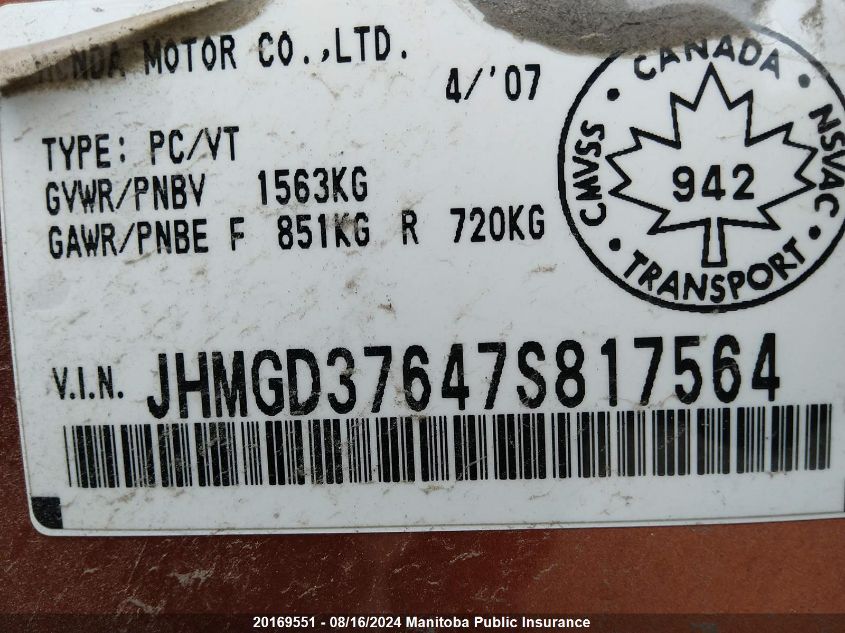 HONDA MOTOR CO.,LTD.
4/'07
TYPE: PC/VT
GVWR/PNBV 1563KG
GAWR/PNBE F 851KG R 720KG
CANADA
CMVSS
942
NSVAC
TRANSPORT
V.I.N. JHMGD37647S817564
20169551 - 08/16/2024 Manitoba Public Insurance